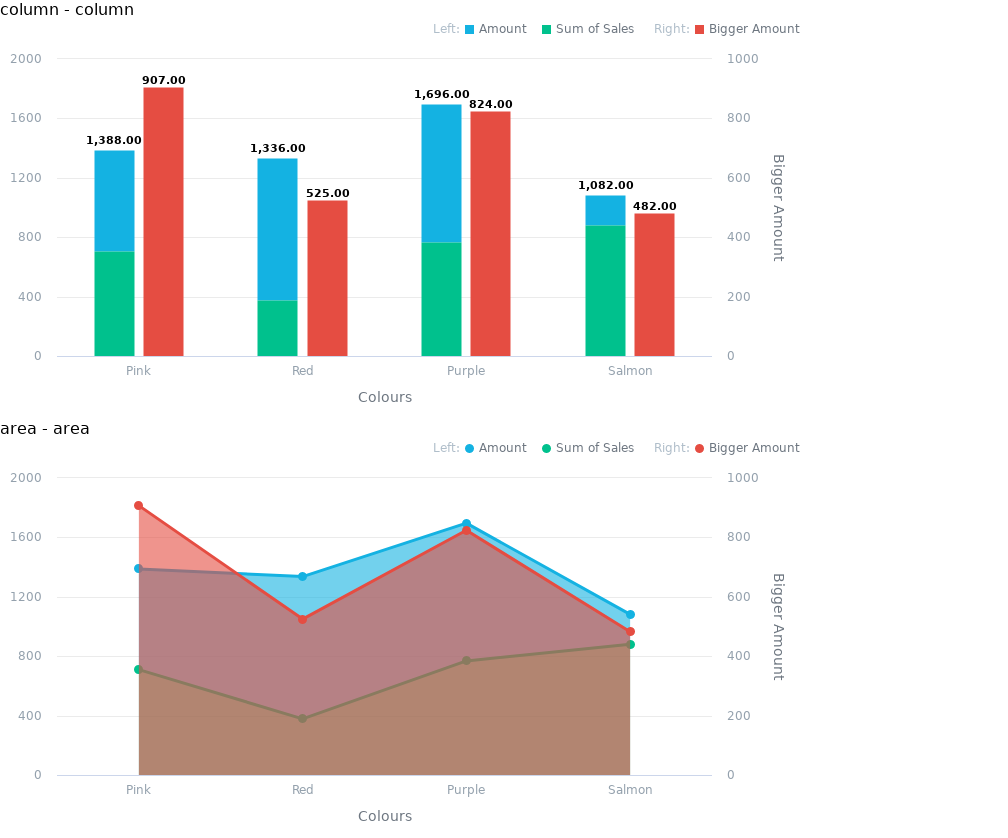 column - column
Left: Amount Sum of Sales Right: Bigger Amount
2000 1000
907.00
1,696.00
824.00
1600 800
1,388.00
1,336.00
1200 600
1,082.00
525.00
482.00
Bigger Amount
800 400
400 200
0 0
Pink Red Purple Salmon
Colours
area - area
Left: Amount Sum of Sales Right: Bigger Amount
2000 1000
1600 800
1200 600
Bigger Amount
800 400
400 200
0 0
Pink Red Purple Salmon
Colours